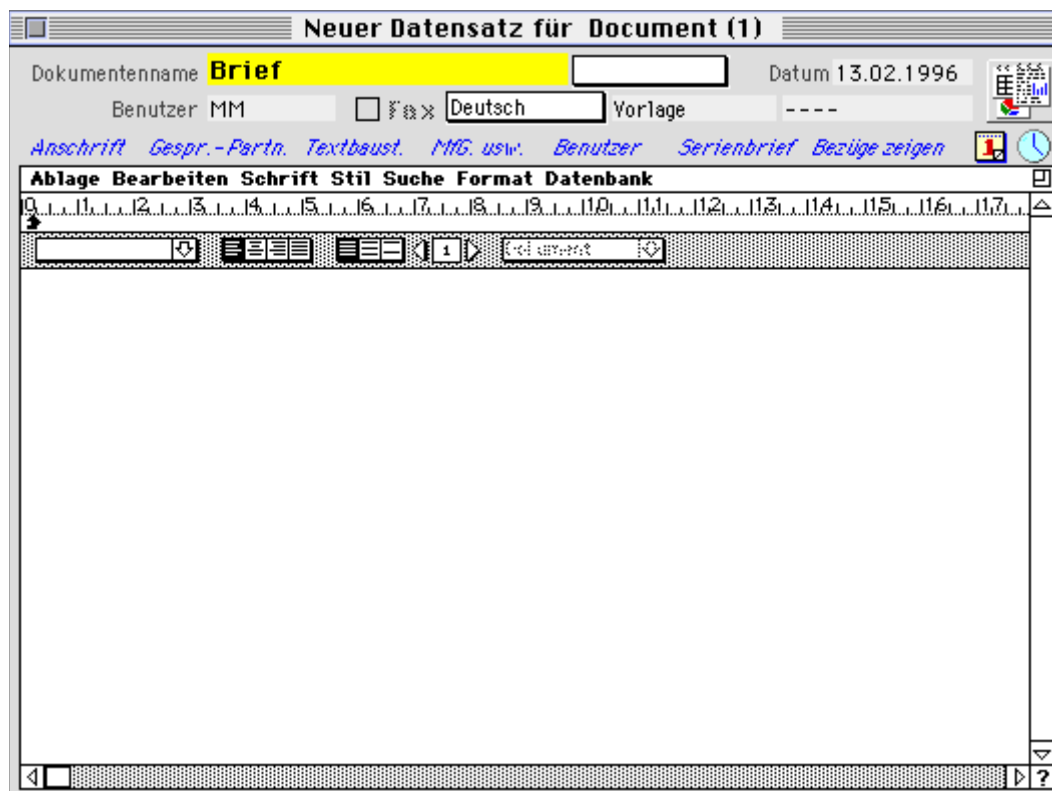 Neuer Datensatz für Document (1)
Dokumentenname Brief Datum 13.02.1996
Benutzer MM Fax Deutsch Vorlage ----
Anschrift Gespr.-Partn. Textbaust. MfG. usw. Benutzer Serienbrief Bezüge zeigen 1
Ablage Bearbeiten Schrift Stil Suche Format Datenbank
0 1 2 3 4 5 6 7 8 9 10 11 12 13 14 15 16 17
1
?